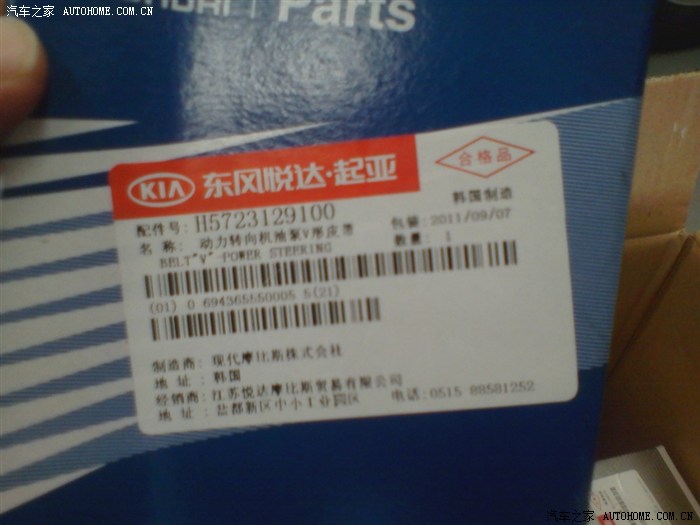 汽车之家 AUTOHOME.COM.CN
Parts
KIA 东风悦达·起亚
合格品
韩国制造
配件号: H5723129100
包装: 2011/09/07
名 称: 动力转向机油泵V形皮带
数量: 1
BELT"V"-POWER STEERING
(01) 0 694365550005 5(21)
制造商: 现代摩比斯株式会社
地 址: 韩国
经销商: 江苏悦达摩比斯贸易有限公司
地 址: 盐都新区中小工业园区
电话: 0515 88581252
汽车之家 AUTOHOME.COM.CN